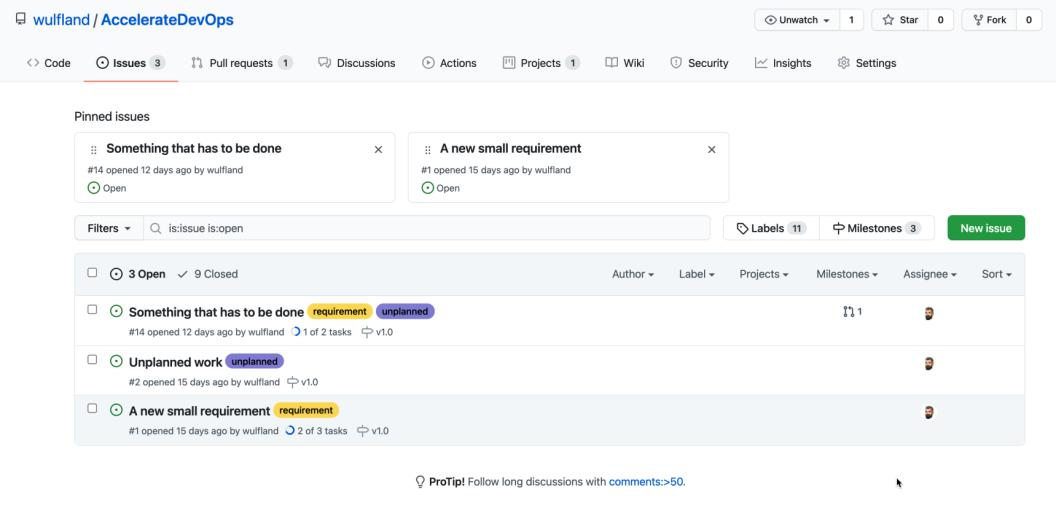 wulfland / AccelerateDevOps Unwatch 1 Star 0 Fork 0
Code Issues 3 Pull requests 1 Discussions Actions Projects 1 Wiki Security Insights Settings
Pinned issues
Something that has to be done
#14 opened 12 days ago by wulfland
Open
A new small requirement
#1 opened 15 days ago by wulfland
Open
Filters is:issue is:open Labels 11 Milestones 3 New issue
3 Open 9 Closed Author Label Projects Milestones Assignee Sort
Something that has to be done requirement unplanned 1
#14 opened 12 days ago by wulfland 1 of 2 tasks v1.0
Unplanned work unplanned
#2 opened 15 days ago by wulfland v1.0
A new small requirement requirement
#1 opened 15 days ago by wulfland 2 of 3 tasks v1.0
ProTip! Follow long discussions with comments:>50.